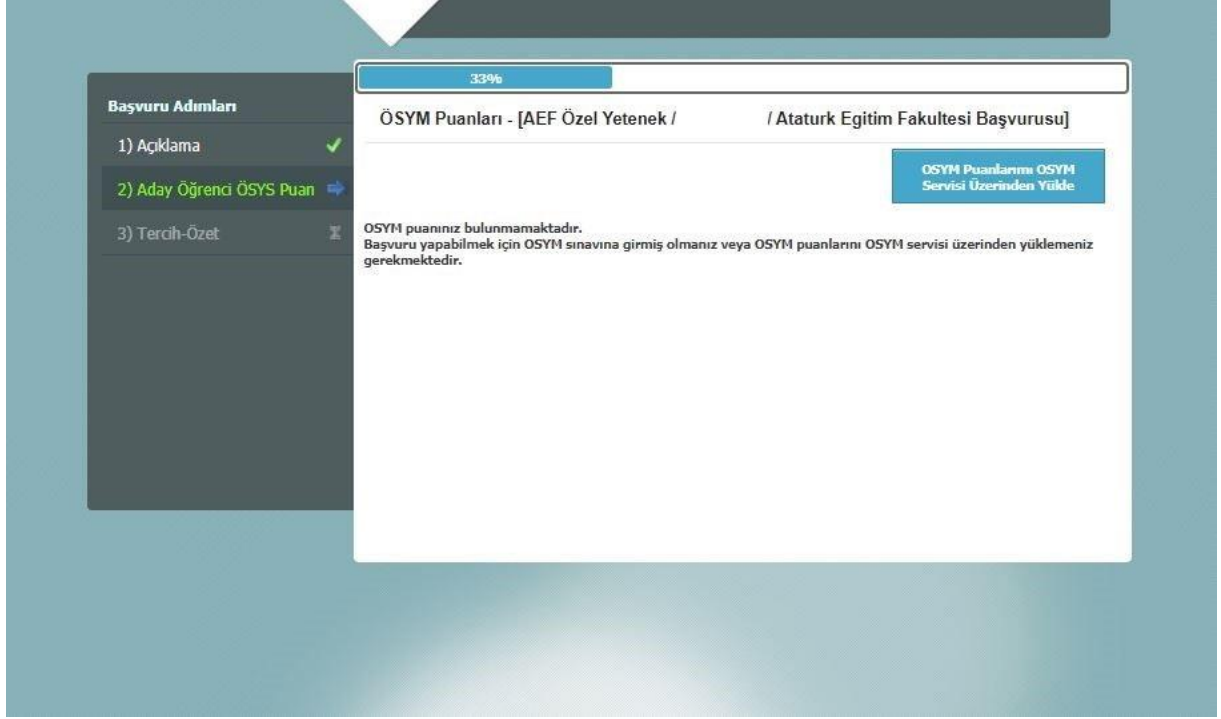 33%
Başvuru Adımları
ÖSYM Puanları - [AEF Özel Yetenek / / Ataturk Egitim Fakultesi Başvurusu]
1) Açıklama
OSYM Puanlarımı OSYM
Servisi Üzerinden Yükle
2) Aday Öğrenci ÖSYS Puan
3) Tercih-Özet
OSYM puanınız bulunmamaktadır.
Başvuru yapabilmek için OSYM sınavına girmiş olmanız veya OSYM puanlarını OSYM servisi üzerinden yüklemeniz
gerekmektedir.